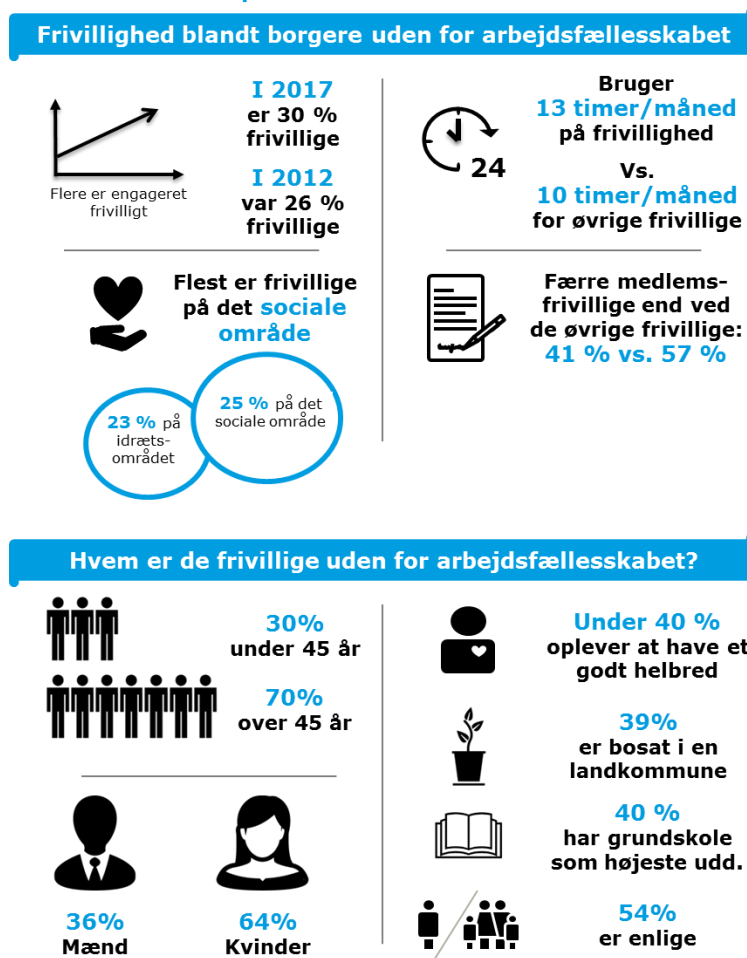 Frivillighed blandt borgere uden for arbejdsfællesskabet
Flere er engageret
frivilligt
I 2017
er 30 %
frivillige
I 2012
var 26 %
frivillige
24
Bruger
13 timer/måned
på frivillighed
Vs.
10 timer/måned
for øvrige frivillige
Flest er frivillige
på det sociale
område
23 % på
idræts-
området
25 % på det
sociale område
Færre medlems-
frivillige end ved
de øvrige frivillige:
41 % vs. 57 %
Hvem er de frivillige uden for arbejdsfællesskabet?
30%
under 45 år
70%
over 45 år
36%
Mænd
64%
Kvinder
Under 40 %
oplever at have et
godt helbred
39%
er bosat i en
landkommune
40 %
har grundskole
som højeste udd.
54%
er enlige